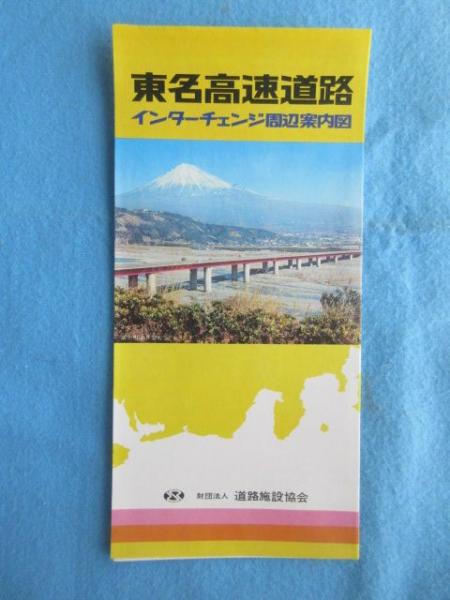 東名高速道路
インターチェンジ周辺案内図
財団法人 道路施設協会